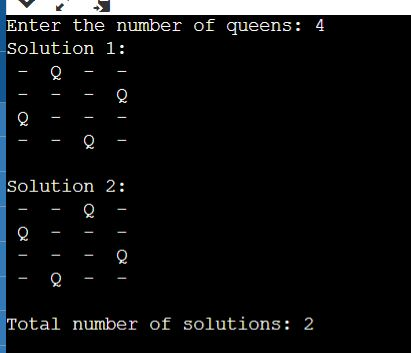 Enter the number of queens: 4
Solution 1:
- Q - -
- - - Q
Q - - -
- - Q -
Solution 2:
- - Q -
Q - - -
- - - Q
- Q - -
Total number of solutions: 2